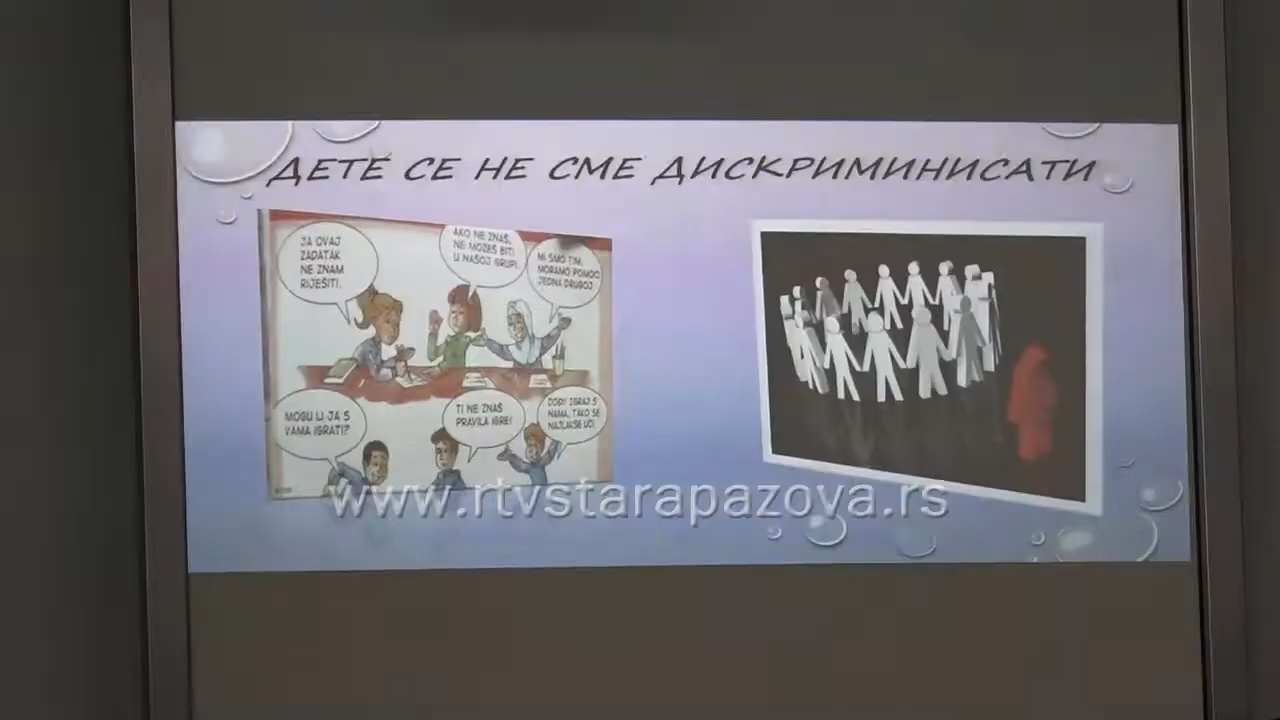 ДЕТЕ СЕ НЕ СМЕ ДИСКРИМИНИСАТИ
JA OVAJ
ZADATAK
NE ZNAM
RIJEŠITI.
AKO NE ZNAŠ,
NE MOŽEŠ BITI
U NAŠOJ GRUPI.
MI SMO TIM,
MORAMO POMOĆI
JEDNA DRUGOJ
MOGU LI JA S
VAMA IGRATI?
TI NE ZNAŠ
PRAVILA IGRE!
DOĐI IGRAJ S
NAMA, TAKO SE
NAJLAKŠE UČI
www.rtvstarapazova.rs